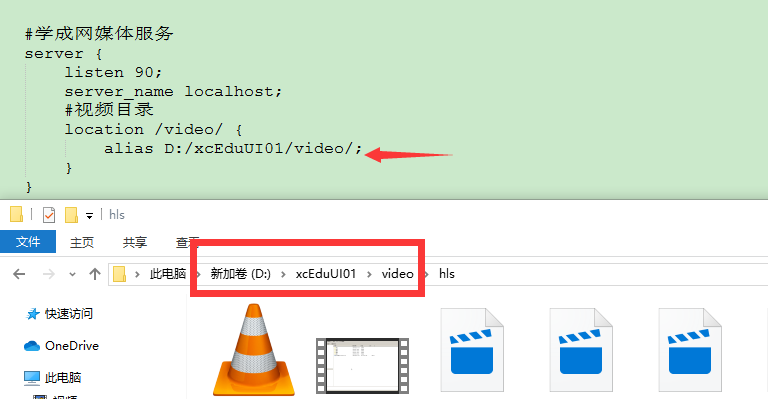 #学成网媒体服务
server {
listen 90;
server_name localhost;
#视频目录
location /video/ {
alias D:/xcEduUI01/video/;
}
}
hls
文件 主页 共享 查看
此电脑 新加卷 (D:) xcEduUI01 video hls
快速访问
OneDrive
此电脑
视频